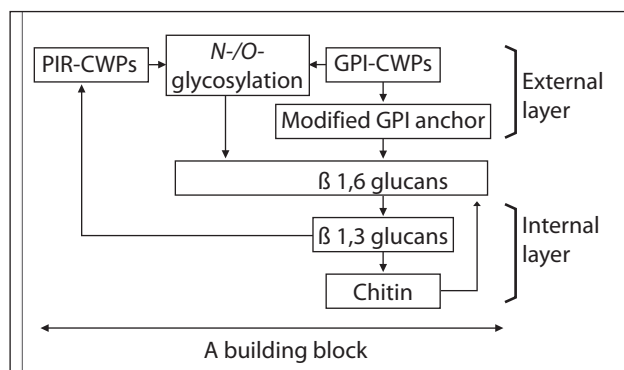 PIR-CWPs
N-/O-
glycosylation
GPI-CWPs
External
layer
Modified GPI anchor
ß 1,6 glucans
ß 1,3 glucans
Internal
layer
Chitin
A building block